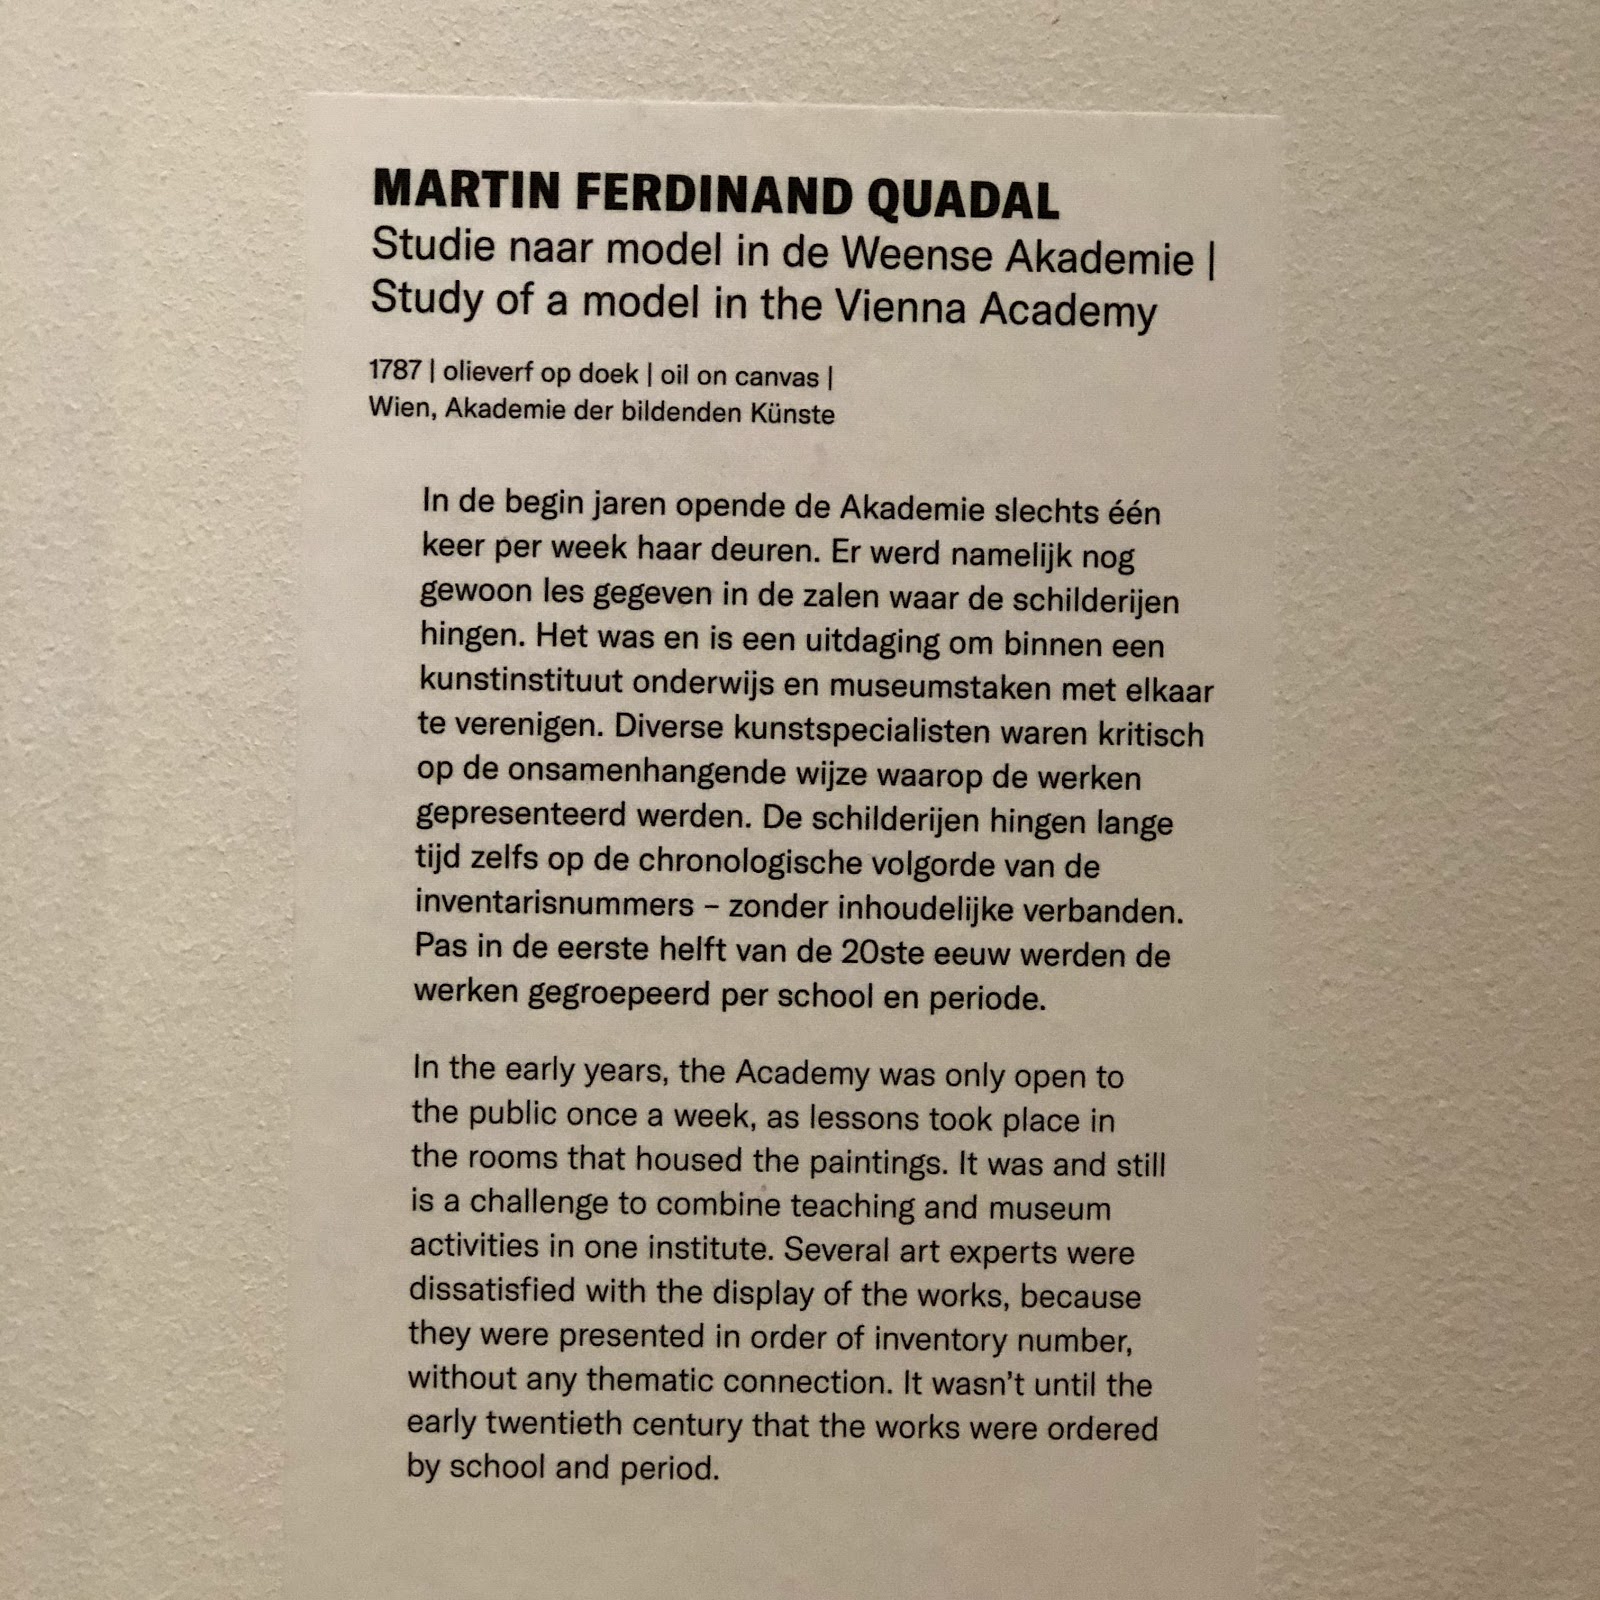 MARTIN FERDINAND QUADAL
Studie naar model in de Weense Akademie |
Study of a model in the Vienna Academy
1787 | olieverf op doek | oil on canvas |
Wien, Akademie der bildenden Künste
In de begin jaren opende de Akademie slechts één
keer per week haar deuren. Er werd namelijk nog
gewoon les gegeven in de zalen waar de schilderijen
hingen. Het was en is een uitdaging om binnen een
kunstinstituut onderwijs en museumstaken met elkaar
te verenigen. Diverse kunstspecialisten waren kritisch
op de onsamenhangende wijze waarop de werken
gepresenteerd werden. De schilderijen hingen lange
tijd zelfs op de chronologische volgorde van de
inventarisnummers – zonder inhoudelijke verbanden.
Pas in de eerste helft van de 20ste eeuw werden de
werken gegroepeerd per school en periode.
In the early years, the Academy was only open to
the public once a week, as lessons took place in
the rooms that housed the paintings. It was and still
is a challenge to combine teaching and museum
activities in one institute. Several art experts were
dissatisfied with the display of the works, because
they were presented in order of inventory number,
without any thematic connection. It wasn't until the
early twentieth century that the works were ordered
by school and period.